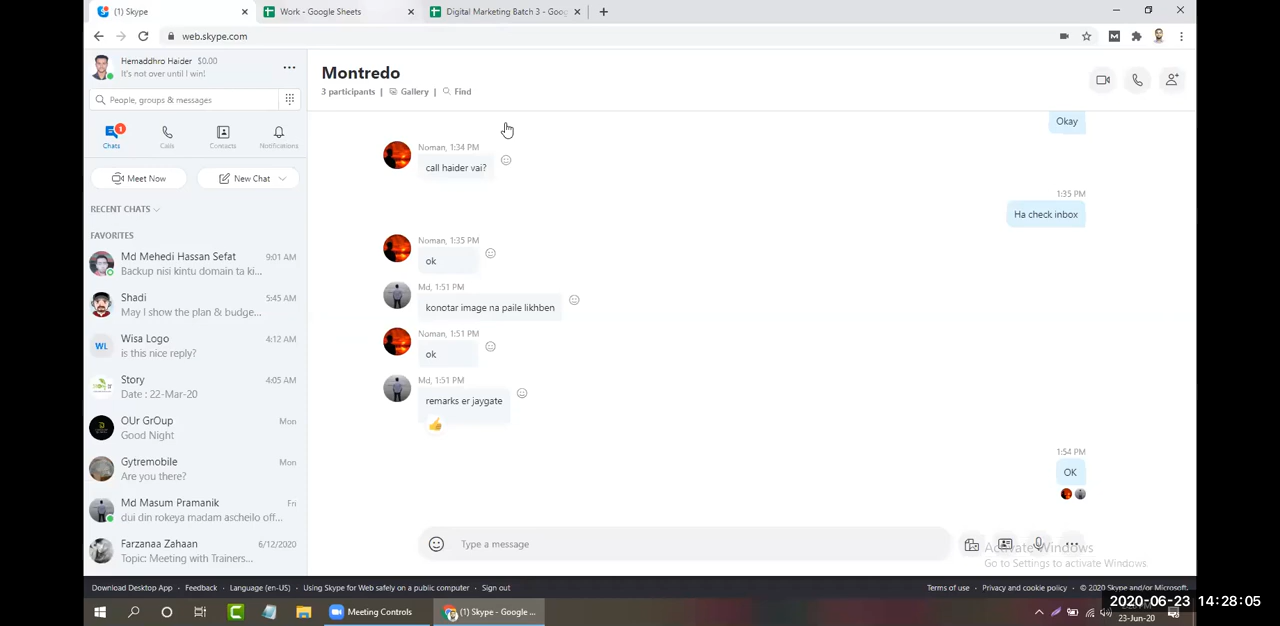 (1) Skype
Work - Google Sheets
Digital Marketing Batch 3 - Goog
web.skype.com
Hemaddhro Haider $0.00
It's not over until I win!
People, groups & messages
1
Chats Calls Contacts Notifications
Meet Now New Chat
RECENT CHATS
FAVORITES
Md Mehedi Hassan Sefat 9:01 AM
Backup nisi kintu domain ta ki...
Shadi 5:45 AM
May I show the plan & budge...
WL
Wisa Logo 4:12 AM
is this nice reply?
Story 4:05 AM
Date : 22-Mar-20
OUr GrOup Mon
Good Night
Gytremobile Mon
Are you there?
Md Masum Pramanik Fri
dui din rokeya madam ascheilo off...
Farzanaa Zahaan 6/12/2020
Topic: Meeting with Trainers...
Montredo
3 participants | Gallery | Find
Okay
Noman, 1:34 PM
call haider vai?
1:35 PM
Ha check inbox
Noman, 1:35 PM
ok
Md, 1:51 PM
konotar image na paile likhben
Noman, 1:51 PM
ok
Md, 1:51 PM
remarks er jaygate
1:54 PM
OK
Type a message
Activate Windows
Go to Settings to activate Windows.
Download Desktop App · Feedback · Language (en-US) · Using Skype for Web safely on a public computer · Sign out
Terms of use · Privacy and cookie policy · © 2020 Skype and/or Microsoft.
Meeting Controls
(1) Skype - Google ...
2020-06-23 14:28:05
23-Jun-20